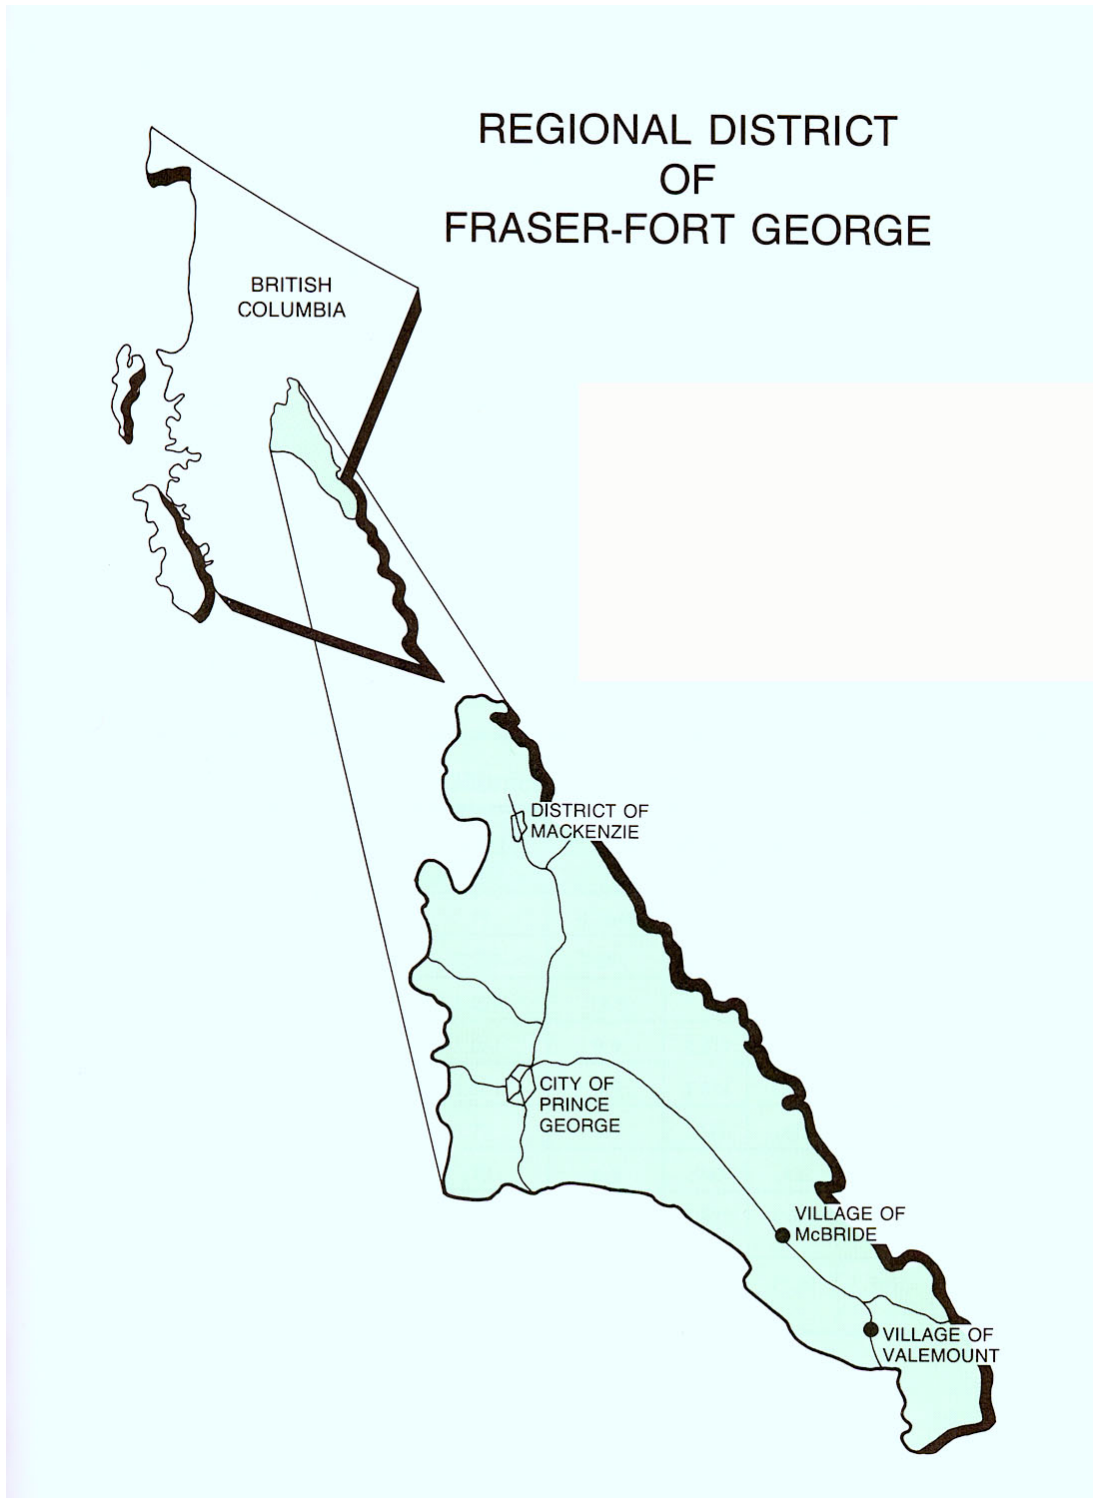 REGIONAL DISTRICT
OF
FRASER-FORT GEORGE
BRITISH
COLUMBIA
DISTRICT OF
MACKENZIE
CITY OF
PRINCE
GEORGE
VILLAGE OF
McBRIDE
VILLAGE OF
VALEMOUNT